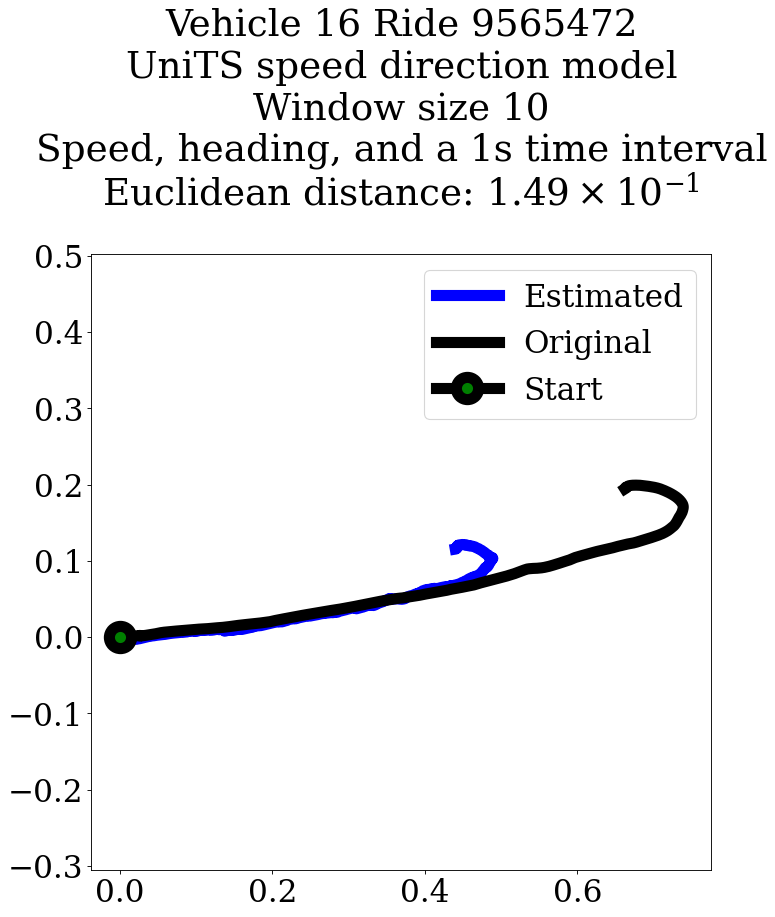 Vehicle 16 Ride 9565472
UniTS speed direction model
Window size 10
Speed, heading, and a 1s time interval
Euclidean distance: 1.49 × 10⁻¹
Estimated
Original
Start
0.5
0.4
0.3
0.2
0.1
0.0
−0.1
−0.2
−0.3
0.0 0.2 0.4 0.6